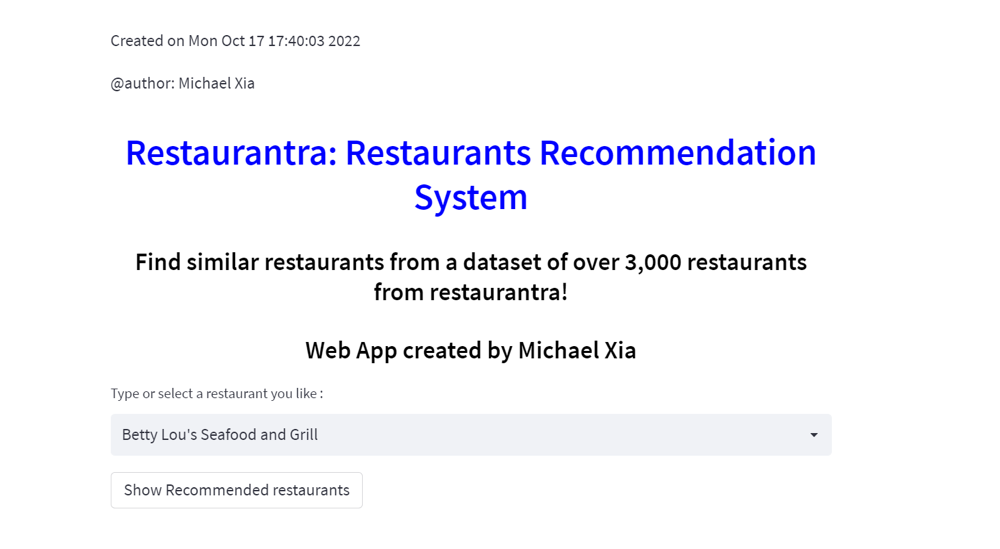 Created on Mon Oct 17 17:40:03 2022
@author: Michael Xia
Restaurantra: Restaurants Recommendation
System
Find similar restaurants from a dataset of over 3,000 restaurants
from restaurantra!
Web App created by Michael Xia
Type or select a restaurant you like :
Betty Lou's Seafood and Grill
Show Recommended restaurants